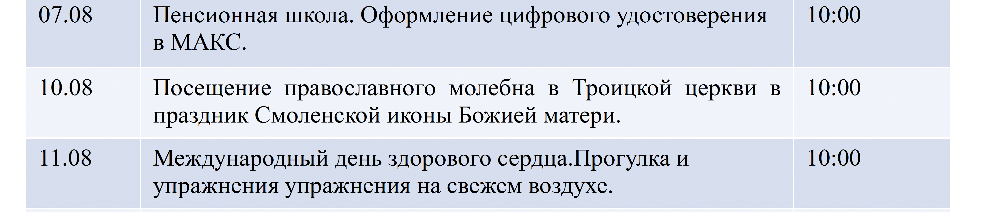 07.08 Пенсионная школа. Оформление цифрового удостоверения 10:00
в МАКС.
10.08 Посещение православного молебна в Троицкой церкви в 10:00
праздник Смоленской иконы Божией матери.
11.08 Международный день здорового сердца.Прогулка и 10:00
упражнения упражнения на свежем воздухе.